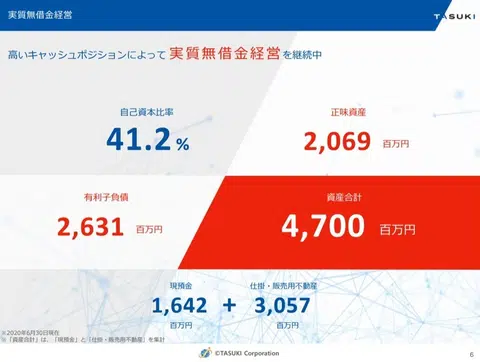 実質無借金経営
TASUKI
高いキャッシュポジションによって 実質無借金経営 を継続中
自己資本比率
41.2 %
正味資産
2,069 百万円
有利子負債
2,631 百万円
資産合計
4,700 百万円
現預金
1,642
百万円
+
仕掛・販売用不動産
3,057
百万円
※2020年6月30日現在
※「資産合計」は、「現預金」と「仕掛・販売用不動産」を集計
©TASUKI Corporation
6